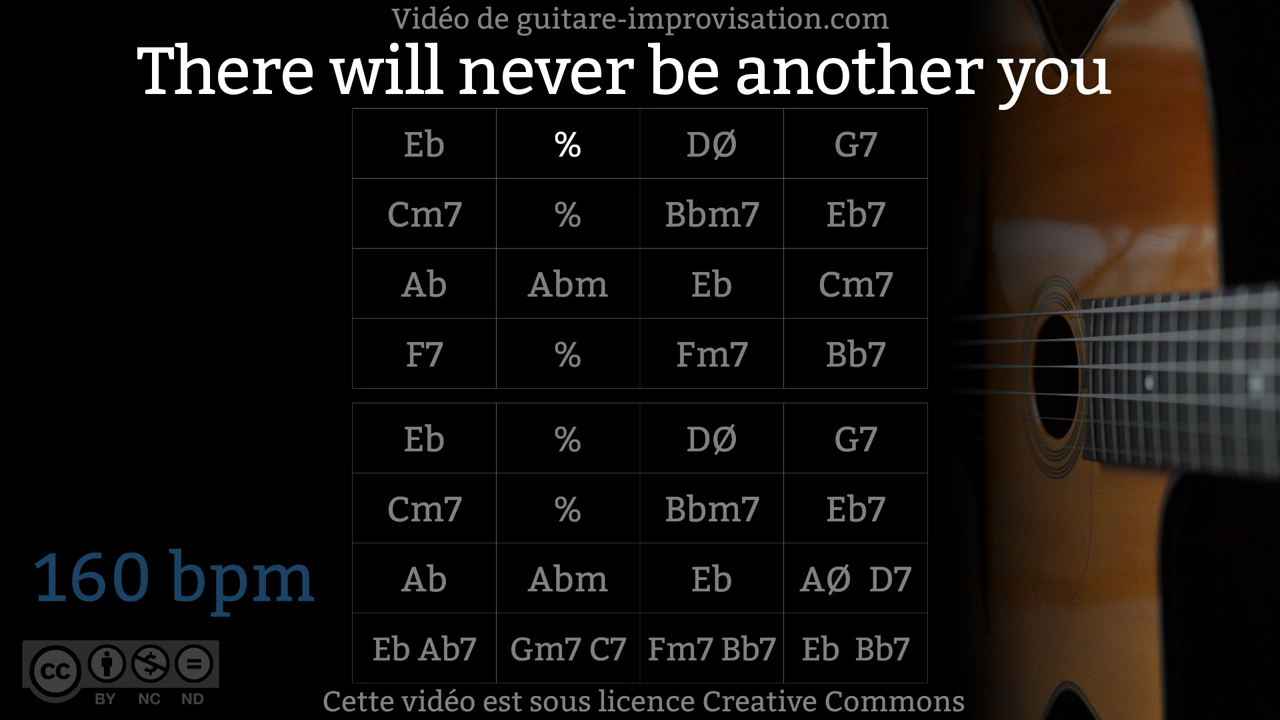 Vidéo de guitare-improvisation.com
There will never be another you
Eb % DØ G7
Cm7 % Bbm7 Eb7
Ab Abm Eb Cm7
F7 % Fm7 Bb7
Eb % DØ G7
Cm7 % Bbm7 Eb7
Ab Abm Eb AØ D7
Eb Ab7 Gm7 C7 Fm7 Bb7 Eb Bb7
160 bpm
cc BY NC ND
Cette vidéo est sous licence Creative Commons